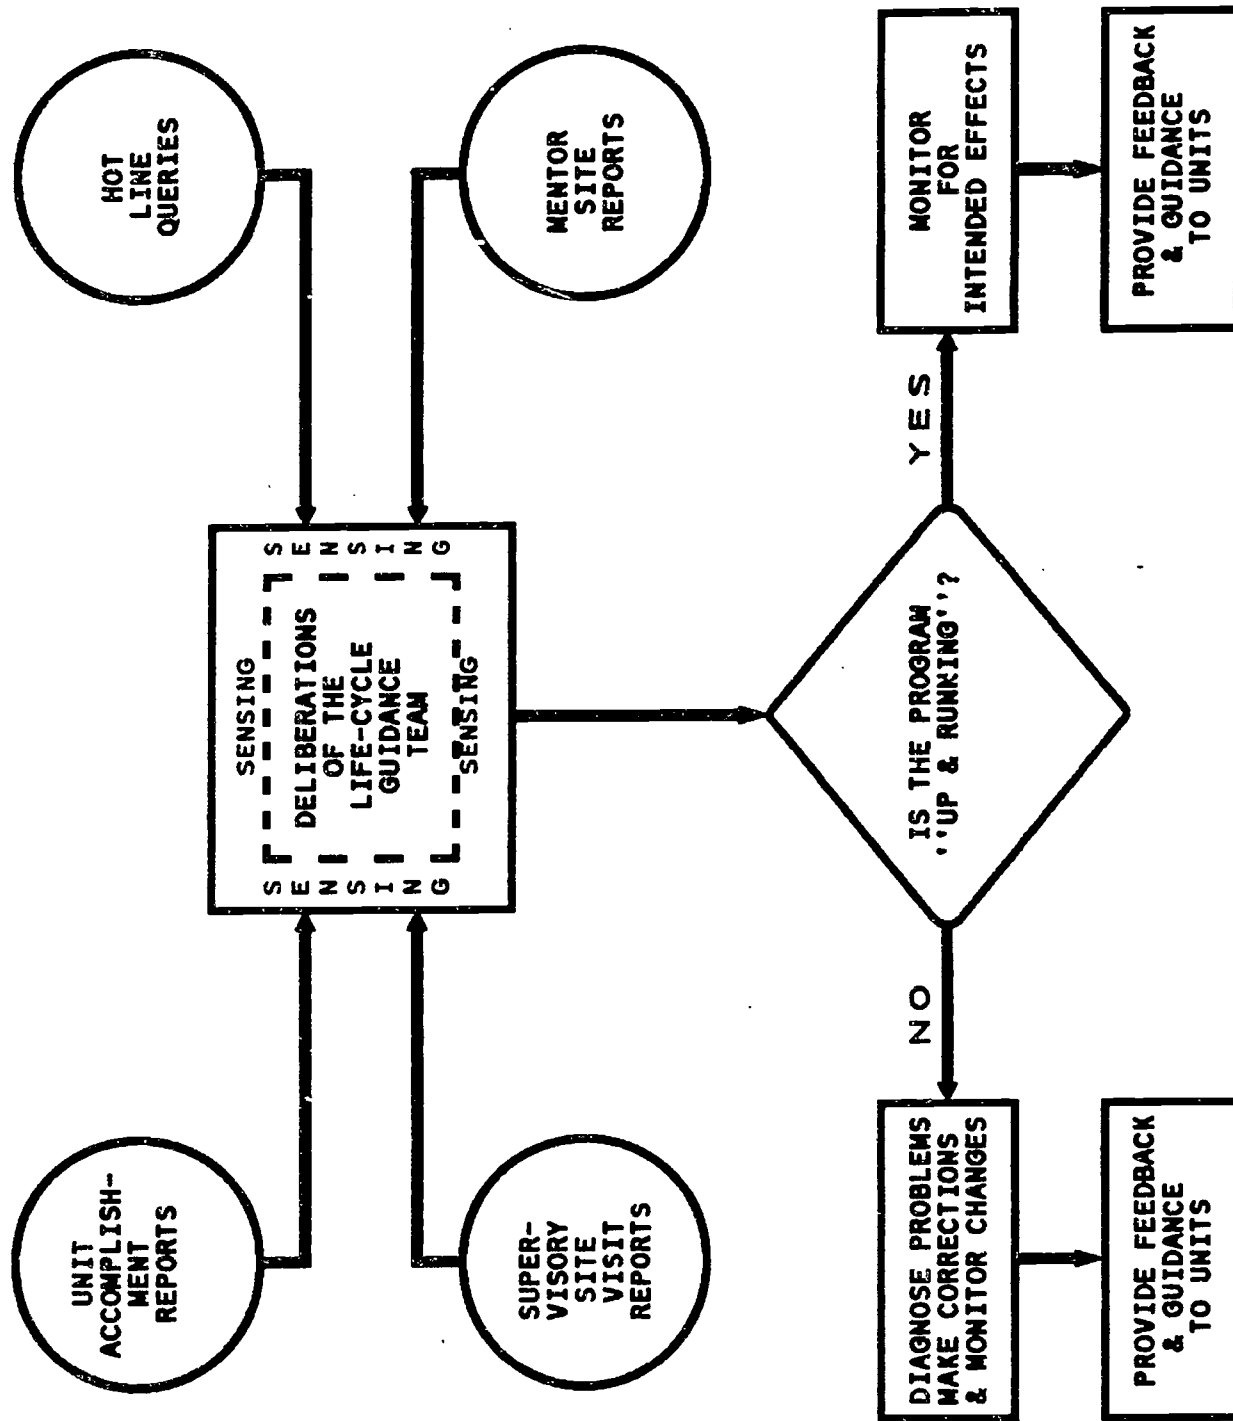 UNIT
ACCOMPLISH-
MENT
REPORTS
HOT
LINE
QUERIES
SENSING
SENSING
DELIBERATIONS
OF THE
LIFE-CYCLE
GUIDANCE
TEAM
SENSING
SENSING
SUPER-
VISORY
SITE
VISIT
REPORTS
MENTOR
SITE
REPORTS
IS THE PROGRAM
''UP & RUNNING''?
NO
YES
DIAGNOSE PROBLEMS
MAKE CORRECTIONS
& MONITOR CHANGES
MONITOR
FOR
INTENDED EFFECTS
PROVIDE FEEDBACK
& GUIDANCE
TO UNITS
PROVIDE FEEDBACK
& GUIDANCE
TO UNITS